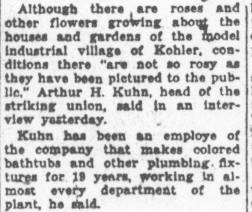 Although there are roses and
other flowers growing about the
houses and gardens of the model
industrial village of Kohler, con-
ditions there "are not so rosy as
they have been pictured to the pub-
lic," Arthur H. Kuhn, head of the
striking union, said in an inter-
view yesterday.
Kuhn has been an employe of
the company that makes colored
bathtubs and other plumbing fix-
tures for 19 years, working in al-
most every department of the
plant, he said.